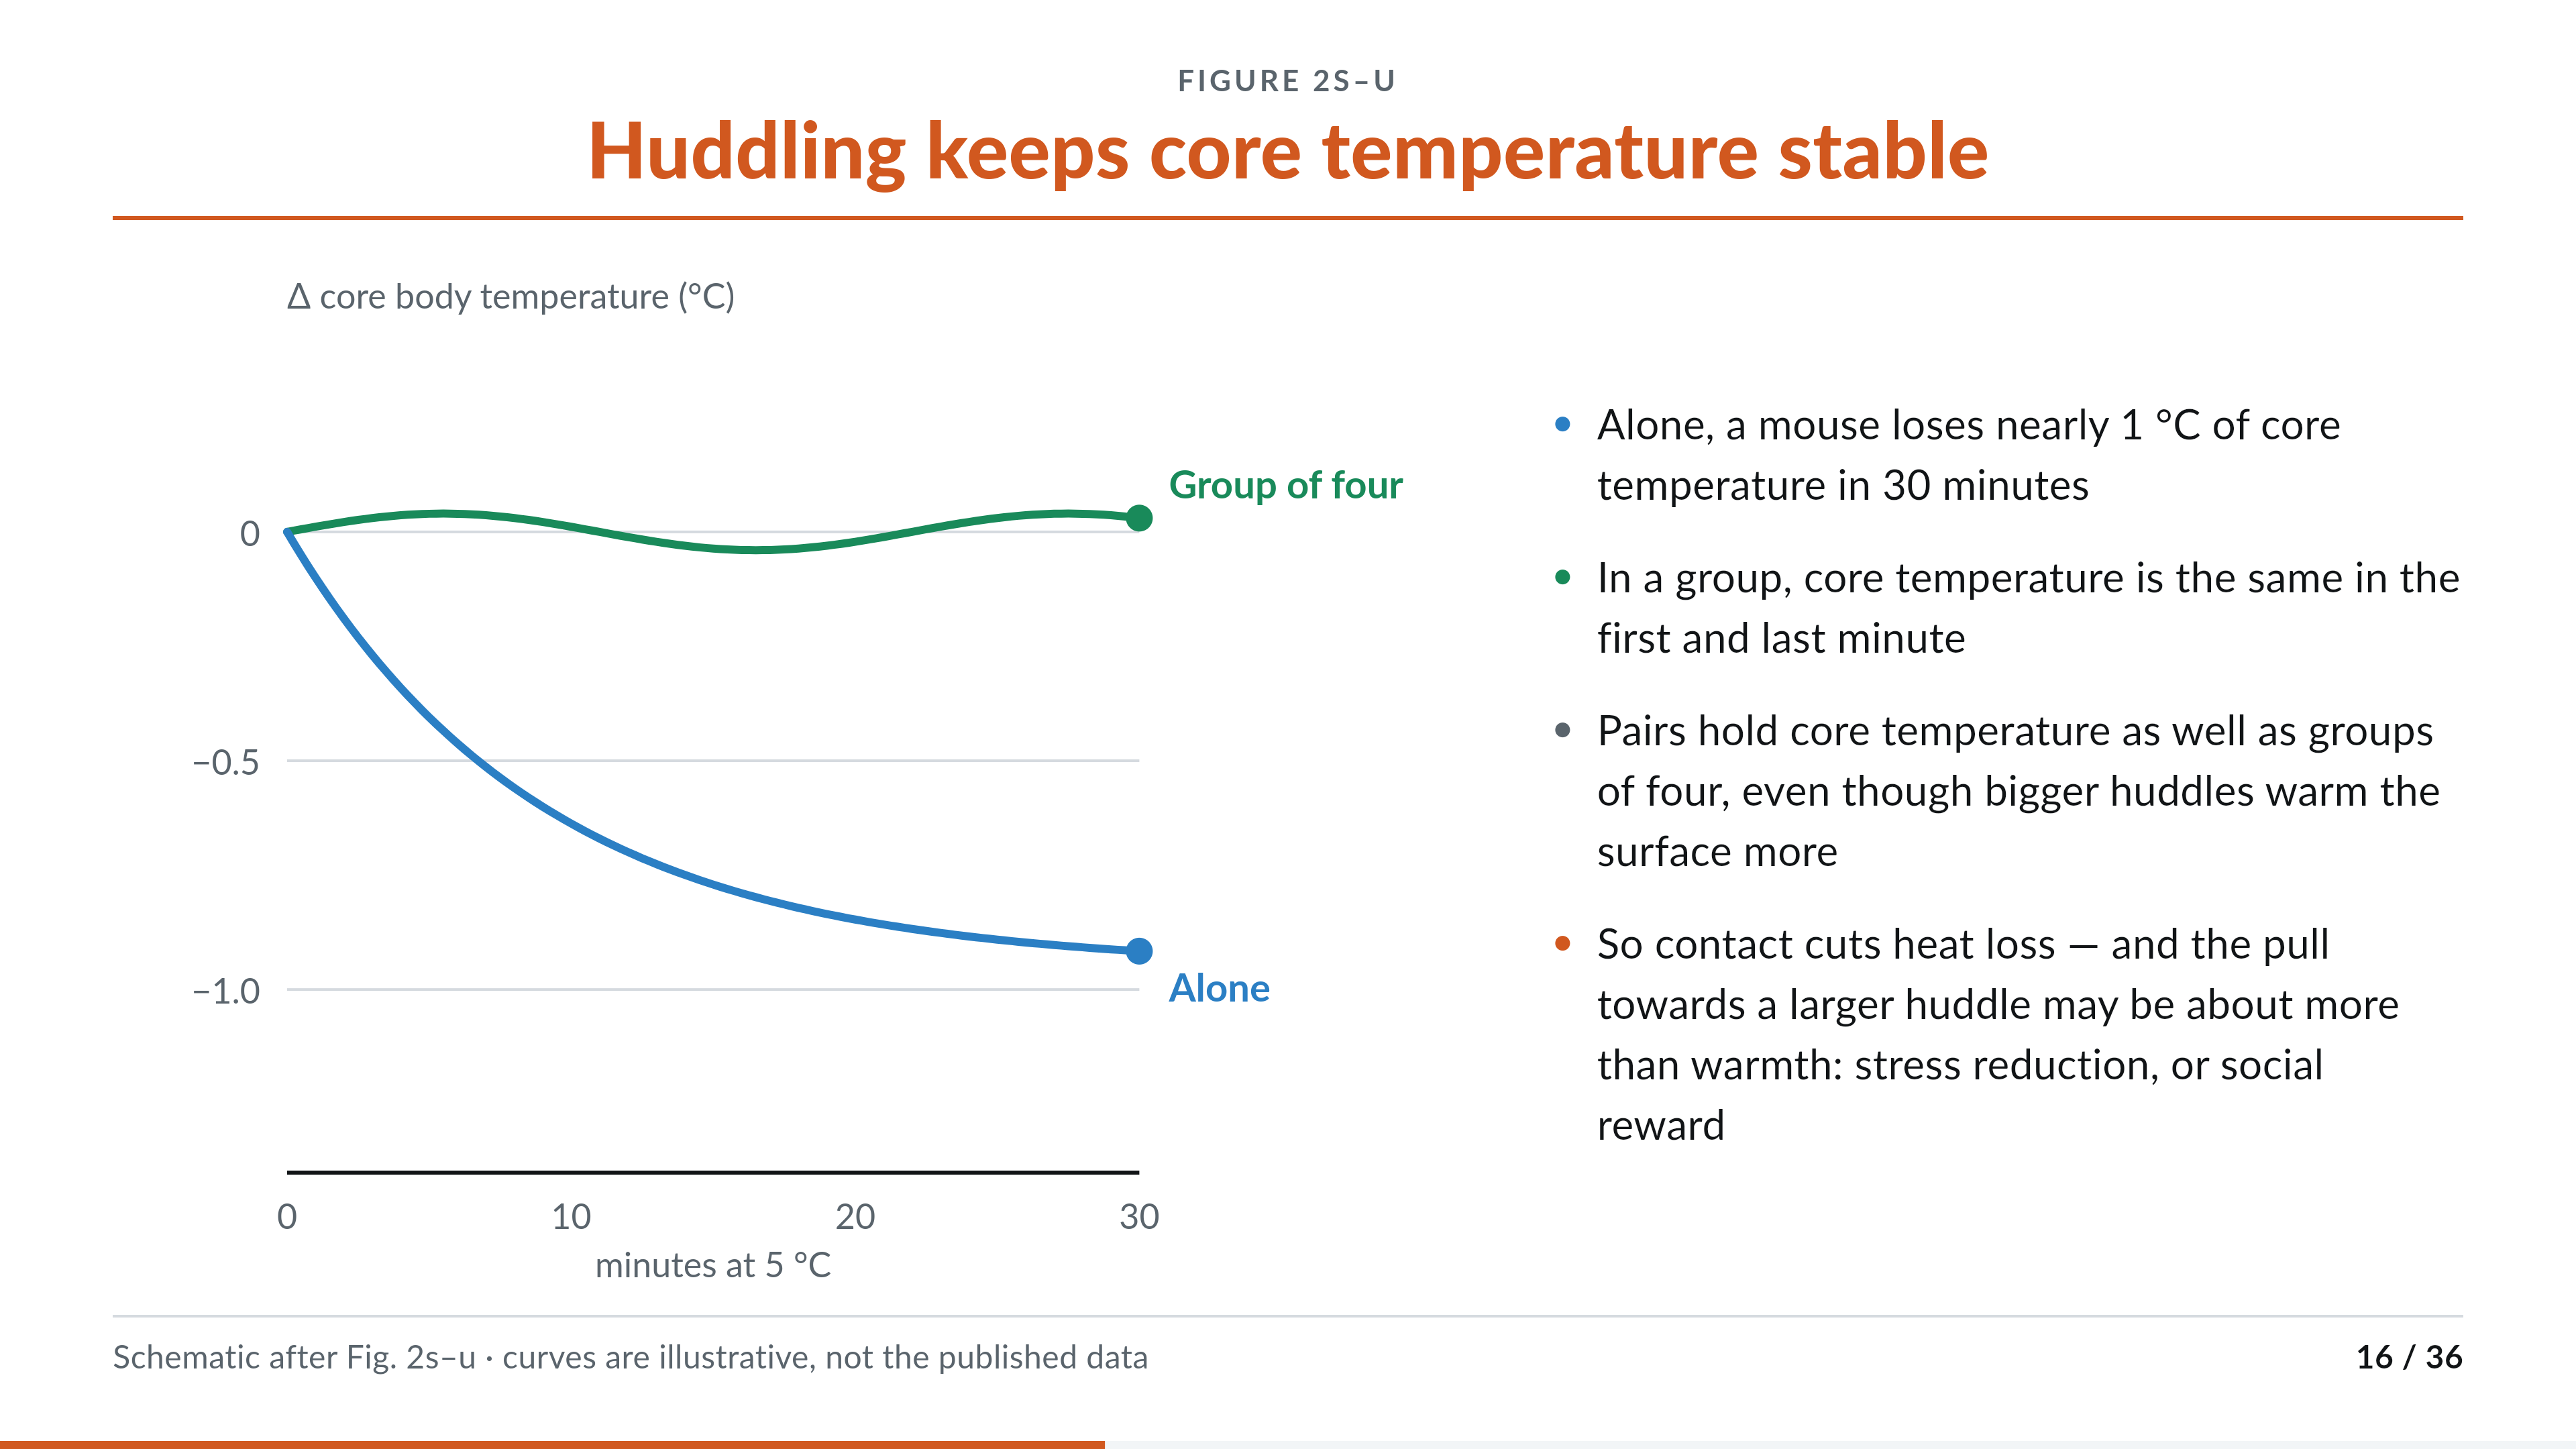 FIGURE 2S–U
Huddling keeps core temperature stable
Δ core body temperature (°C)
Group of four
0
−0.5
−1.0
Alone
0 10 20 30
minutes at 5 °C
• Alone, a mouse loses nearly 1 °C of core
temperature in 30 minutes
• In a group, core temperature is the same in the
first and last minute
• Pairs hold core temperature as well as groups
of four, even though bigger huddles warm the
surface more
• So contact cuts heat loss — and the pull
towards a larger huddle may be about more
than warmth: stress reduction, or social
reward
Schematic after Fig. 2s–u · curves are illustrative, not the published data
16 / 36